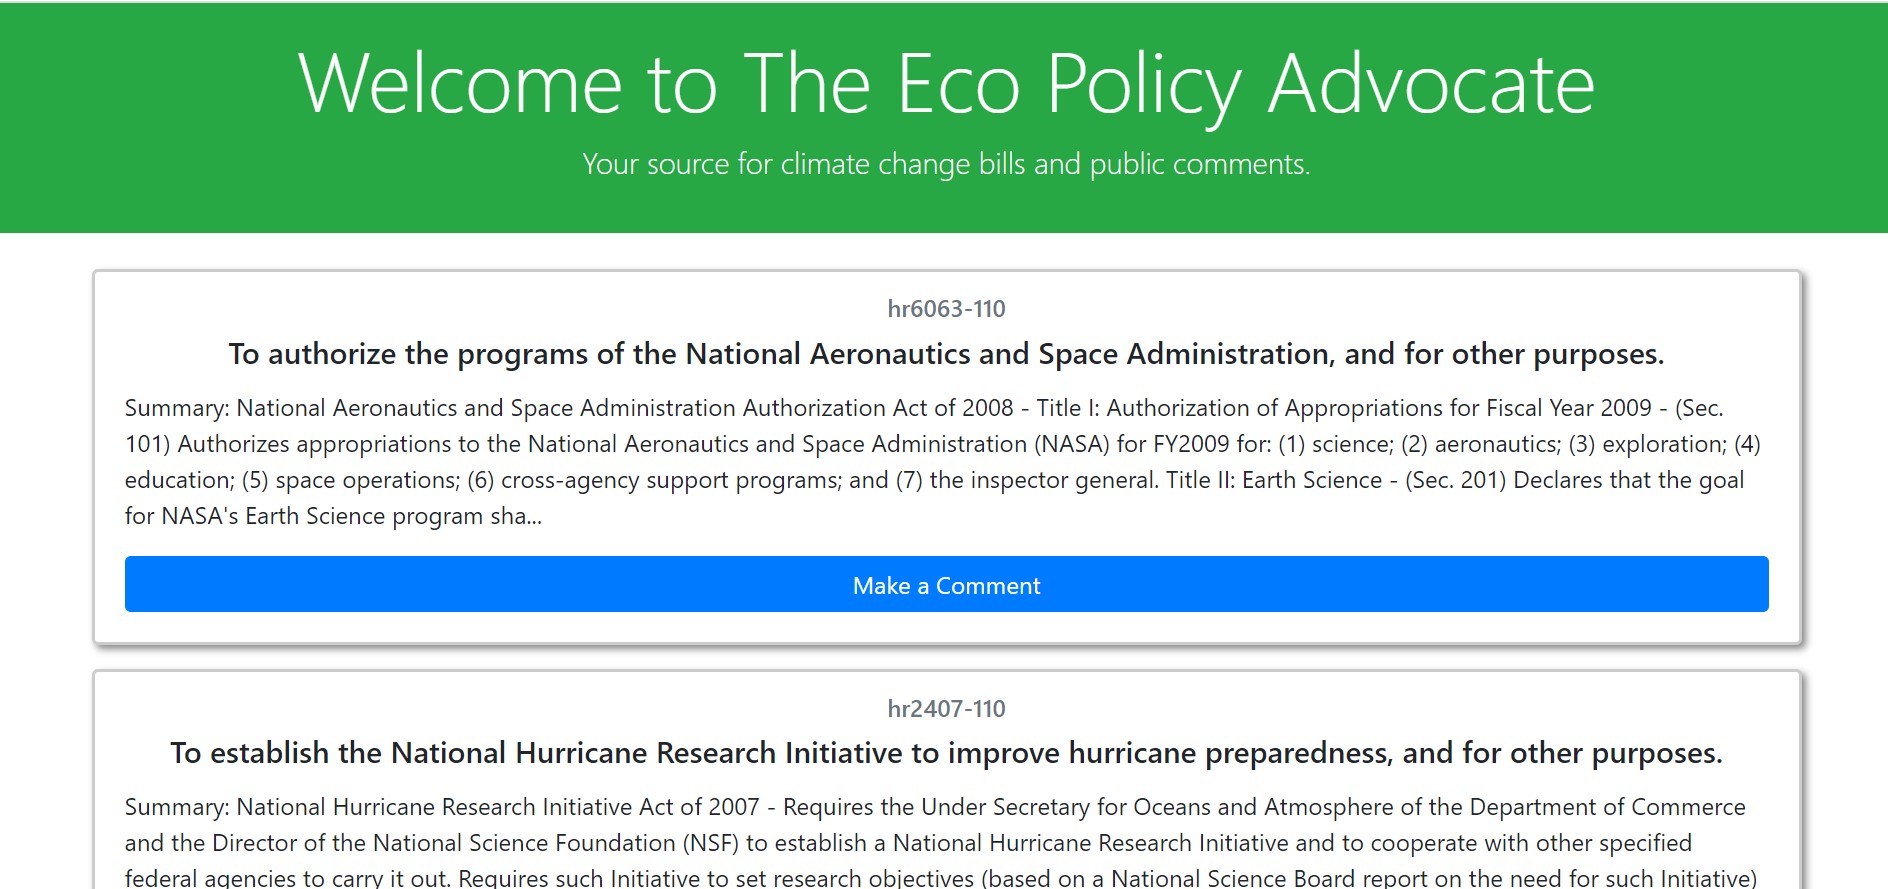 Welcome to The Eco Policy Advocate
Your source for climate change bills and public comments.
hr6063-110
To authorize the programs of the National Aeronautics and Space Administration, and for other purposes.
Summary: National Aeronautics and Space Administration Authorization Act of 2008 - Title I: Authorization of Appropriations for Fiscal Year 2009 - (Sec.
101) Authorizes appropriations to the National Aeronautics and Space Administration (NASA) for FY2009 for: (1) science; (2) aeronautics; (3) exploration; (4)
education; (5) space operations; (6) cross-agency support programs; and (7) the inspector general. Title II: Earth Science - (Sec. 201) Declares that the goal
for NASA's Earth Science program sha...
Make a Comment
hr2407-110
To establish the National Hurricane Research Initiative to improve hurricane preparedness, and for other purposes.
Summary: National Hurricane Research Initiative Act of 2007 - Requires the Under Secretary for Oceans and Atmosphere of the Department of Commerce
and the Director of the National Science Foundation (NSF) to establish a National Hurricane Research Initiative and to cooperate with other specified
federal agencies to carry it out. Requires such Initiative to set research objectives (based on a National Science Board report on the need for such Initiative)